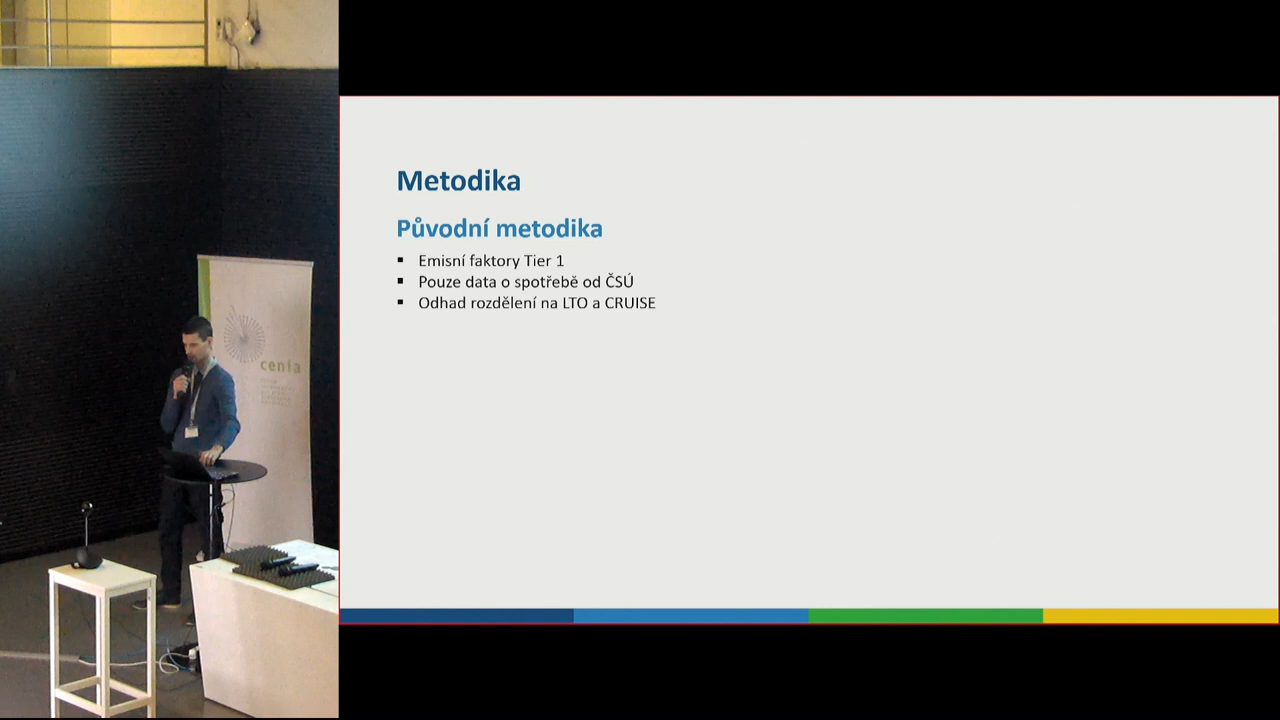 Metodika
Původní metodika
▪ Emisní faktory Tier 1
▪ Pouze data o spotřebě od ČSÚ
▪ Odhad rozdělení na LTO a CRUISE
cenia